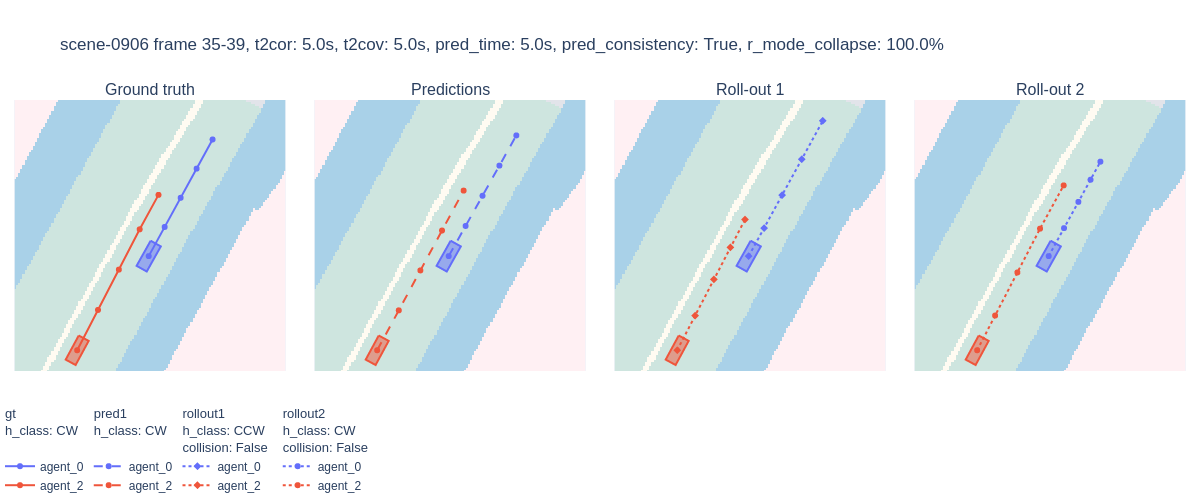 scene-0906 frame 35-39, t2cor: 5.0s, t2cov: 5.0s, pred_time: 5.0s, pred_consistency: True, r_mode_collapse: 100.0%
Ground truth
Predictions
Roll-out 1
Roll-out 2
gt
h_class: CW
agent_0
agent_2
pred1
h_class: CW
agent_0
agent_2
rollout1
h_class: CCW
collision: False
agent_0
agent_2
rollout2
h_class: CW
collision: False
agent_0
agent_2